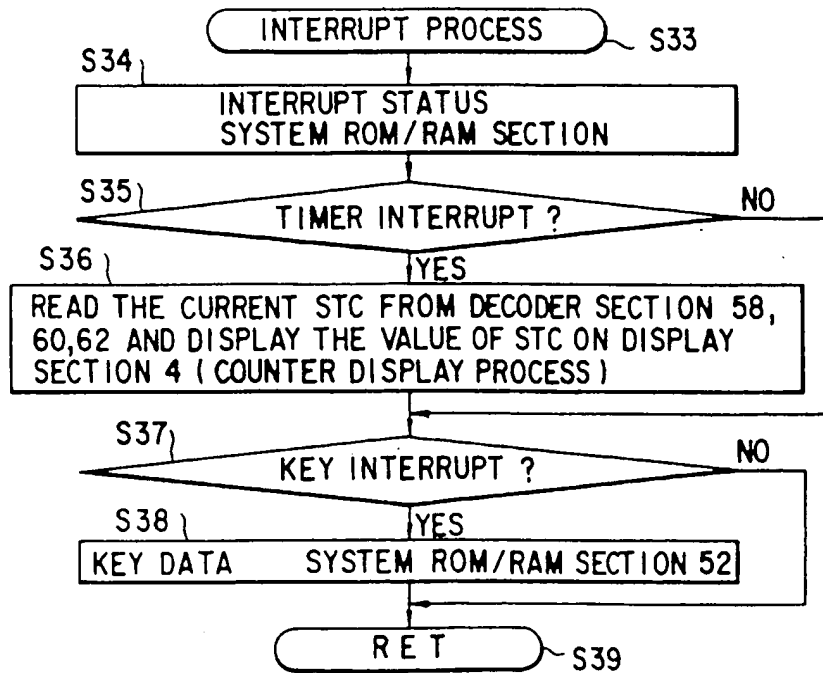 INTERRUPT PROCESS
S33
S34
INTERRUPT STATUS
SYSTEM ROM/RAM SECTION
S35
TIMER INTERRUPT ?
NO
S36
YES
READ THE CURRENT STC FROM DECODER SECTION 58,
60,62 AND DISPLAY THE VALUE OF STC ON DISPLAY
SECTION 4 ( COUNTER DISPLAY PROCESS )
S37
KEY INTERRUPT ?
NO
S38
YES
KEY DATA SYSTEM ROM/RAM SECTION 52
RET
S39